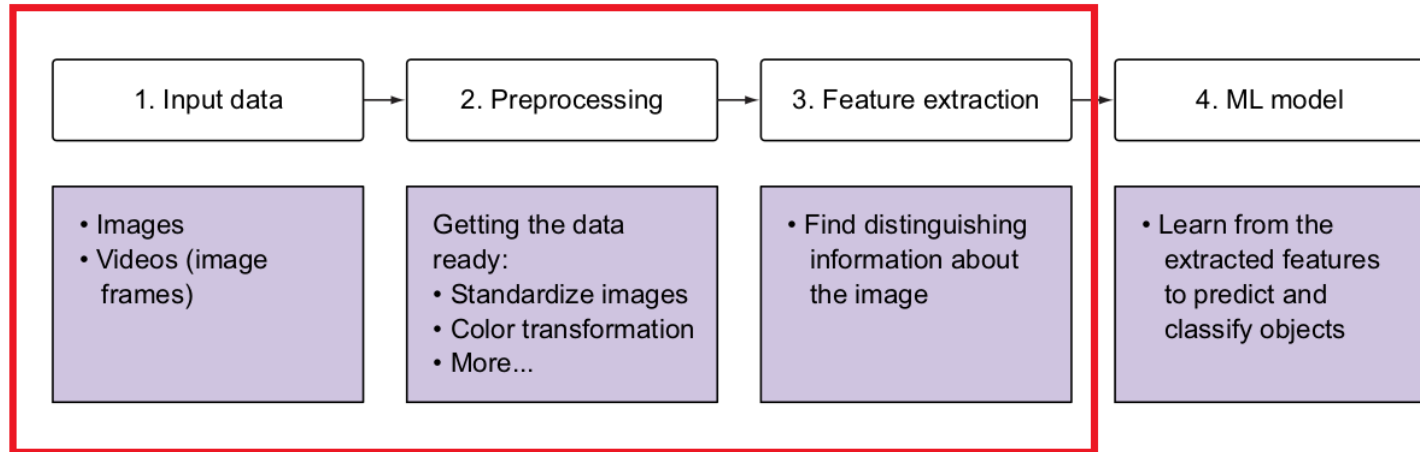 1. Input data
2. Preprocessing
3. Feature extraction
4. ML model
• Images
• Videos (image
frames)
Getting the data
ready:
• Standardize images
• Color transformation
• More...
• Find distinguishing
information about
the image
• Learn from the
extracted features
to predict and
classify objects